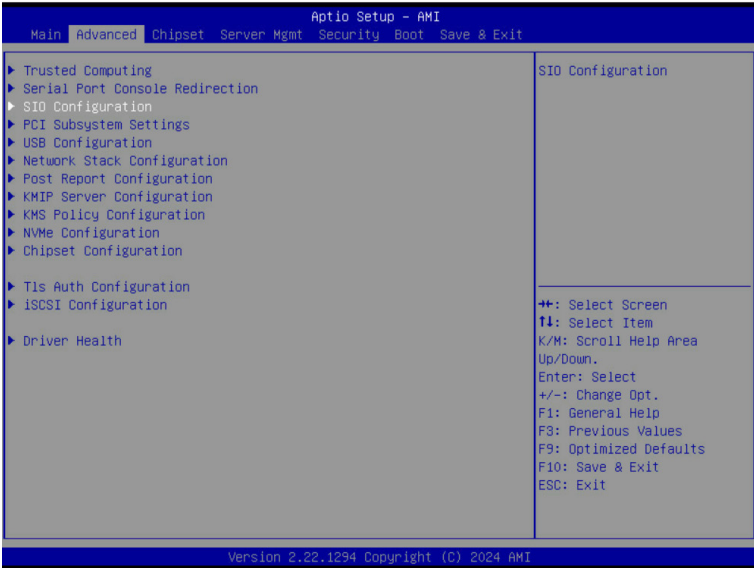 Aptio Setup - AMI
Main Advanced Chipset Server Mgmt Security Boot Save & Exit
Trusted Computing
Serial Port Console Redirection
SIO Configuration
PCI Subsystem Settings
USB Configuration
Network Stack Configuration
Post Report Configuration
KMIP Server Configuration
KMS Policy Configuration
NVMe Configuration
Chipset Configuration
Tls Auth Configuration
iSCSI Configuration
Driver Health
SIO Configuration
→←: Select Screen
↑↓: Select Item
K/M: Scroll Help Area
Up/Down.
Enter: Select
+/-: Change Opt.
F1: General Help
F3: Previous Values
F9: Optimized Defaults
F10: Save & Exit
ESC: Exit
Version 2.22.1294 Copyright (C) 2024 AMI